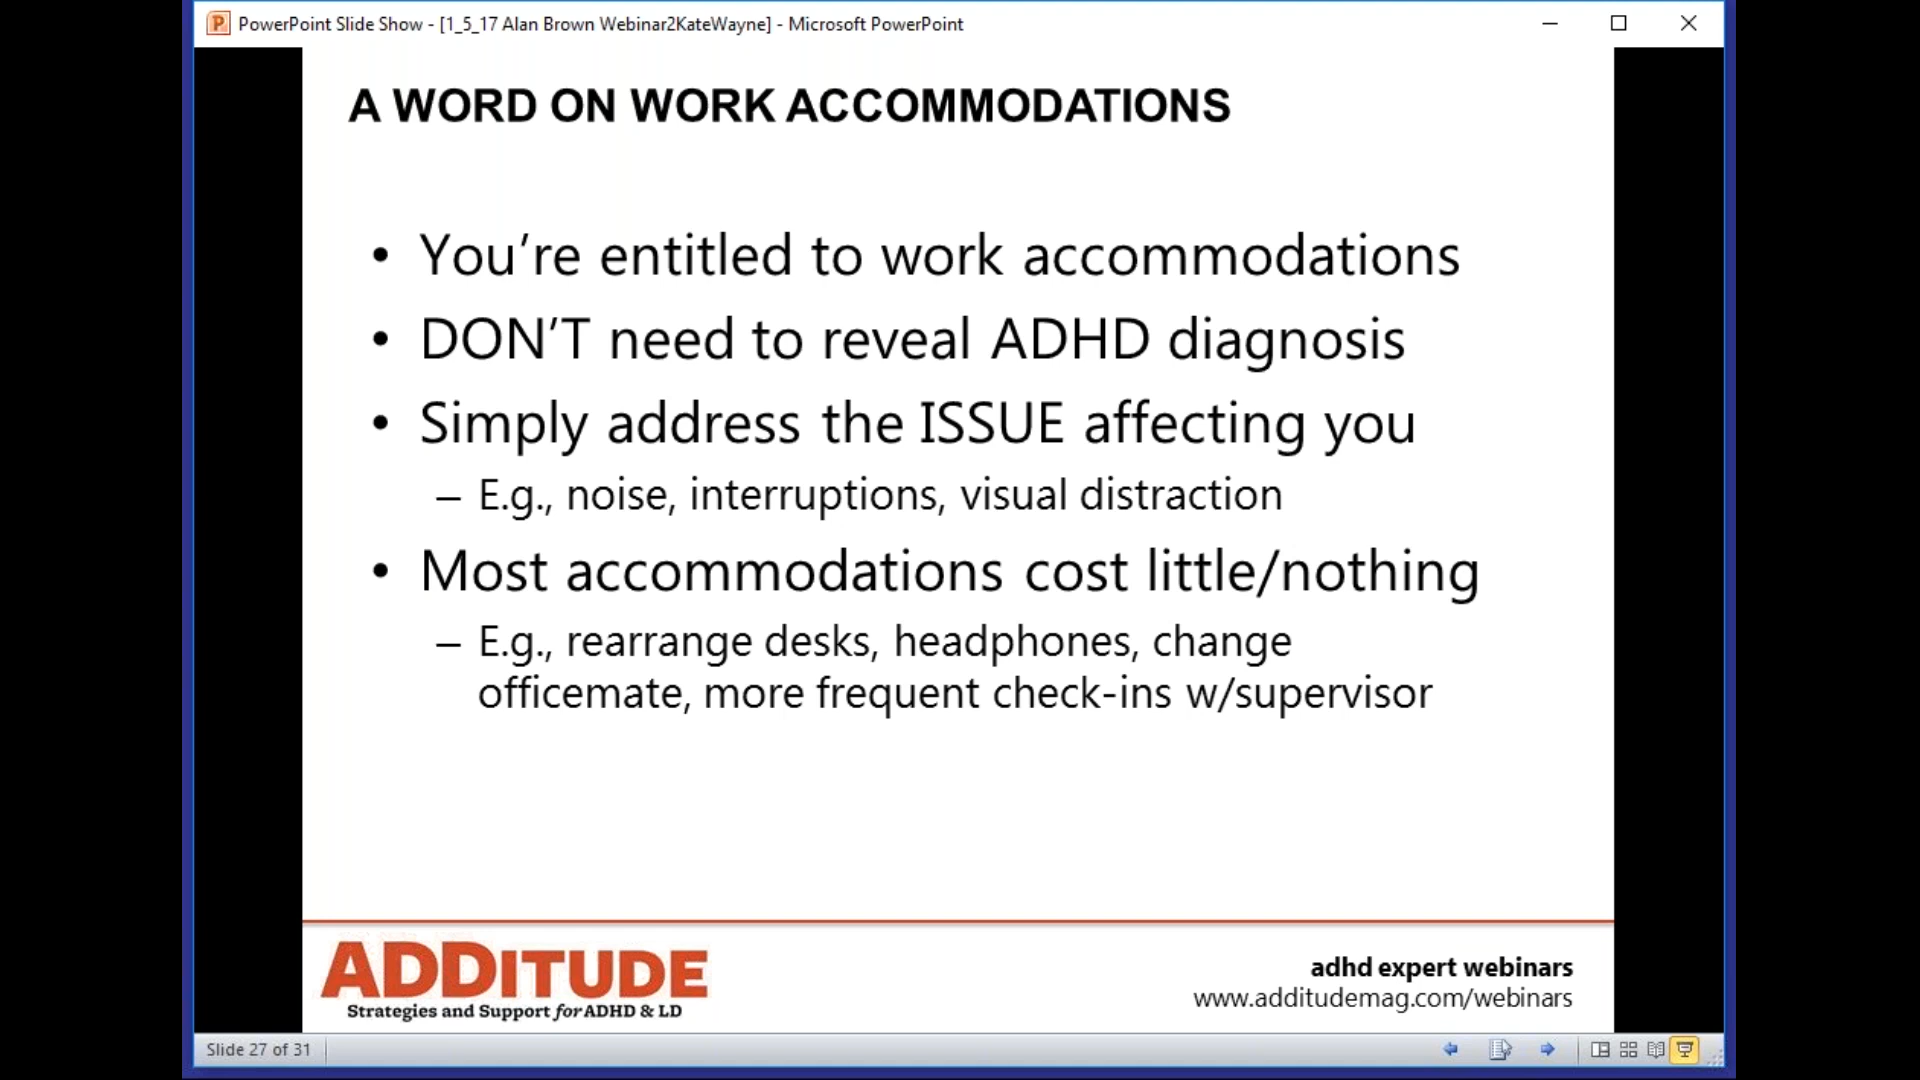 PowerPoint Slide Show - [1_5_17 Alan Brown Webinar2KateWayne] - Microsoft PowerPoint
A WORD ON WORK ACCOMMODATIONS
• You’re entitled to work accommodations
• DON’T need to reveal ADHD diagnosis
• Simply address the ISSUE affecting you
– E.g., noise, interruptions, visual distraction
• Most accommodations cost little/nothing
– E.g., rearrange desks, headphones, change
officemate, more frequent check-ins w/supervisor
ADDITUDE
Strategies and Support for ADHD & LD
adhd expert webinars
www.additudemag.com/webinars
Slide 27 of 31